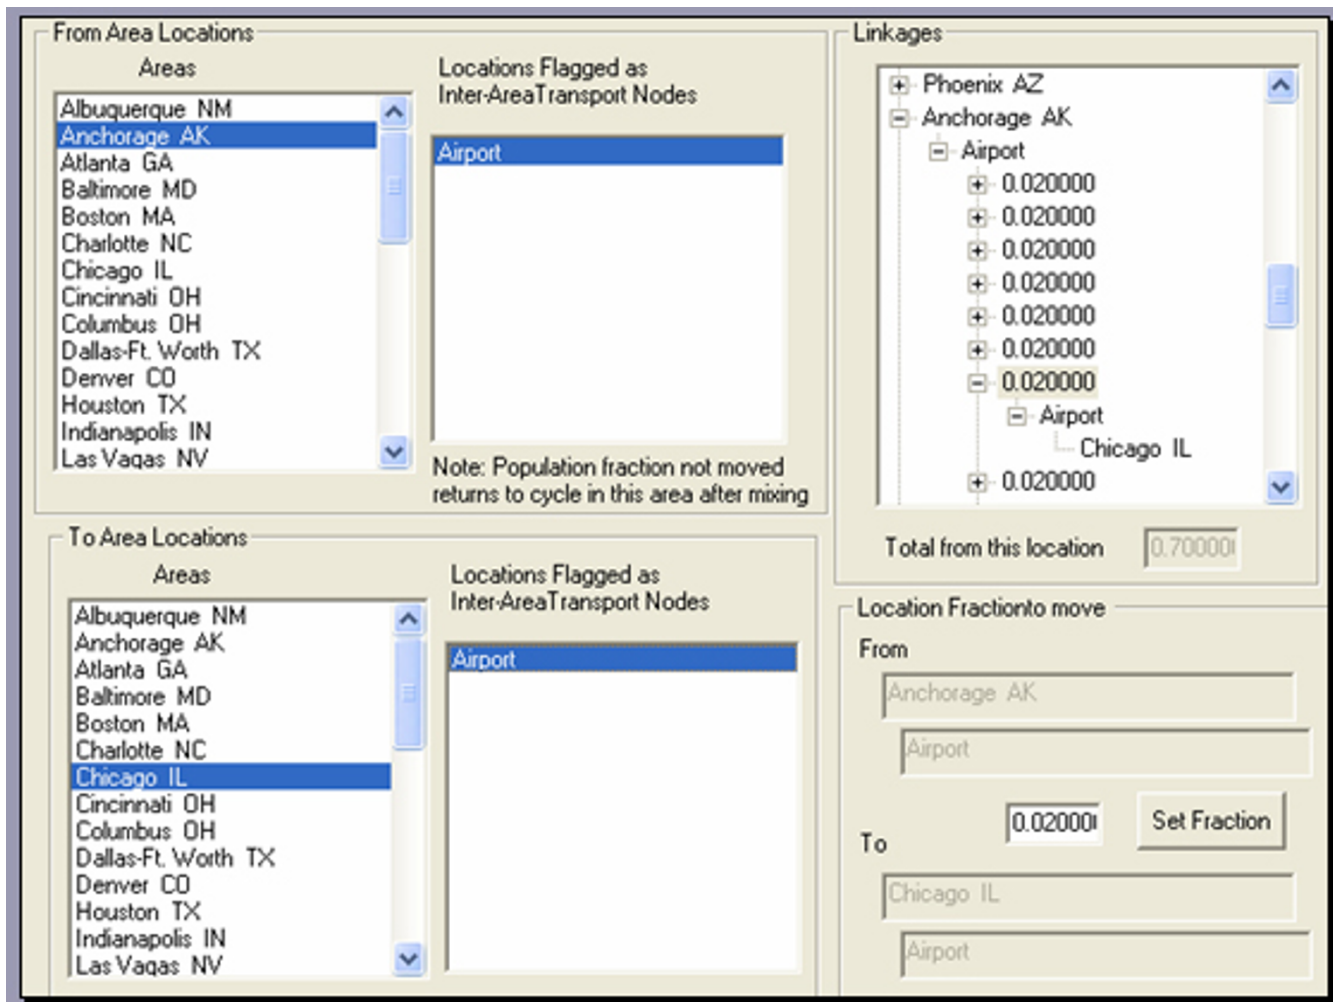 From Area Locations
Areas
Albuquerque NM
Anchorage AK
Atlanta GA
Baltimore MD
Boston MA
Charlotte NC
Chicago IL
Cincinnati OH
Columbus OH
Dallas-Ft. Worth TX
Denver CO
Houston TX
Indianapolis IN
Las Vagas NV
Locations Flagged as
Inter-AreaTransport Nodes
Airport
Note: Population fraction not moved
returns to cycle in this area after mixing
Linkages
Phoenix AZ
Anchorage AK
Airport
0.020000
0.020000
0.020000
0.020000
0.020000
0.020000
0.020000
Airport
Chicago IL
0.020000
Total from this location 0.70000
To Area Locations
Areas
Albuquerque NM
Anchorage AK
Atlanta GA
Baltimore MD
Boston MA
Charlotte NC
Chicago IL
Cincinnati OH
Columbus OH
Dallas-Ft. Worth TX
Denver CO
Houston TX
Indianapolis IN
Las Vagas NV
Locations Flagged as
Inter-AreaTransport Nodes
Airport
Location Fractionto move
From
Anchorage AK
Airport
0.02000 Set Fraction
To
Chicago IL
Airport